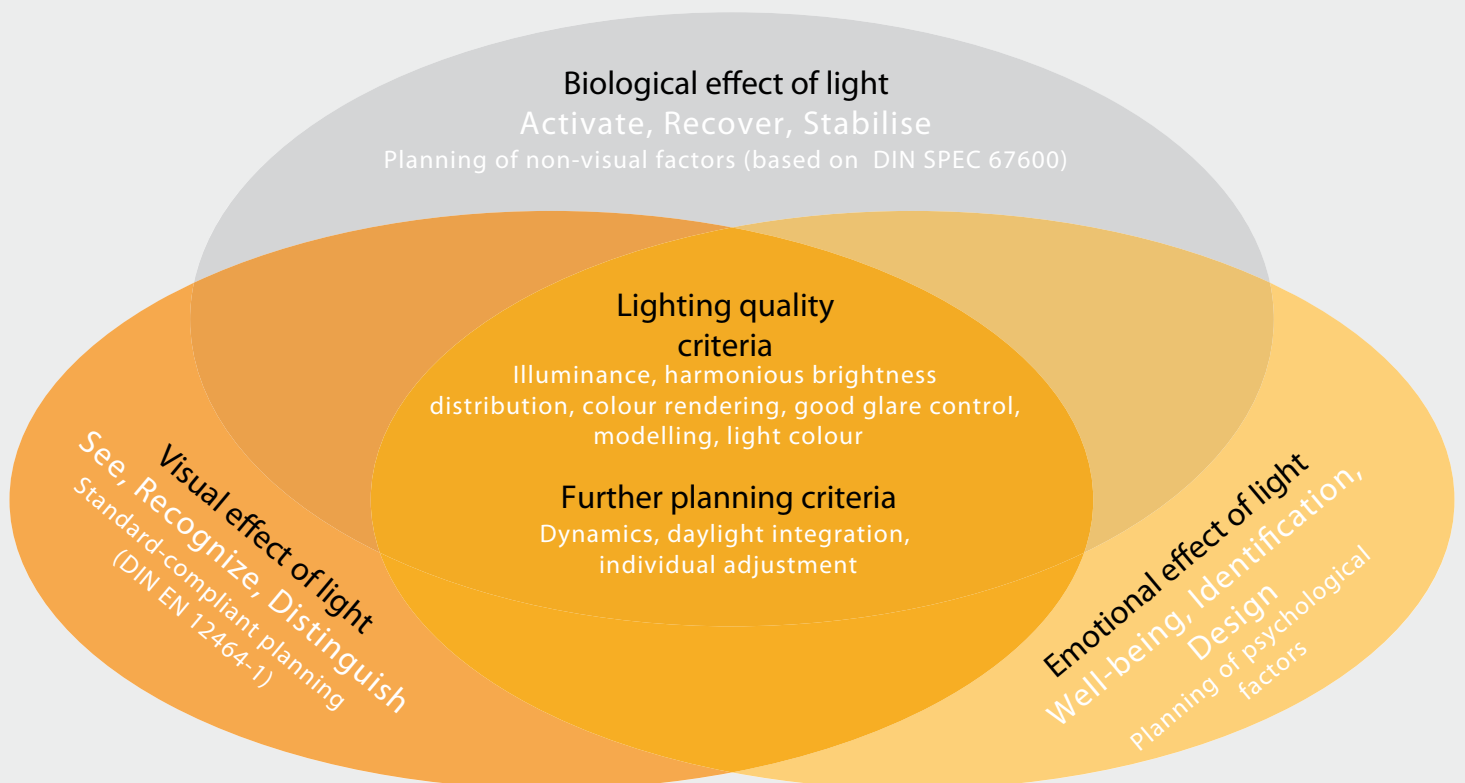 Biological effect of light
Activate, Recover, Stabilise
Planning of non-visual factors (based on DIN SPEC 67600)
Lighting quality
criteria
Illuminance, harmonious brightness
distribution, colour rendering, good glare control,
modelling, light colour
Further planning criteria
Dynamics, daylight integration,
individual adjustment
Visual effect of light
See, Recognize, Distinguish
Standard-compliant planning
(DIN EN 12464-1)
Emotional effect of light
Well-being, Identification,
Design
Planning of psychological
factors